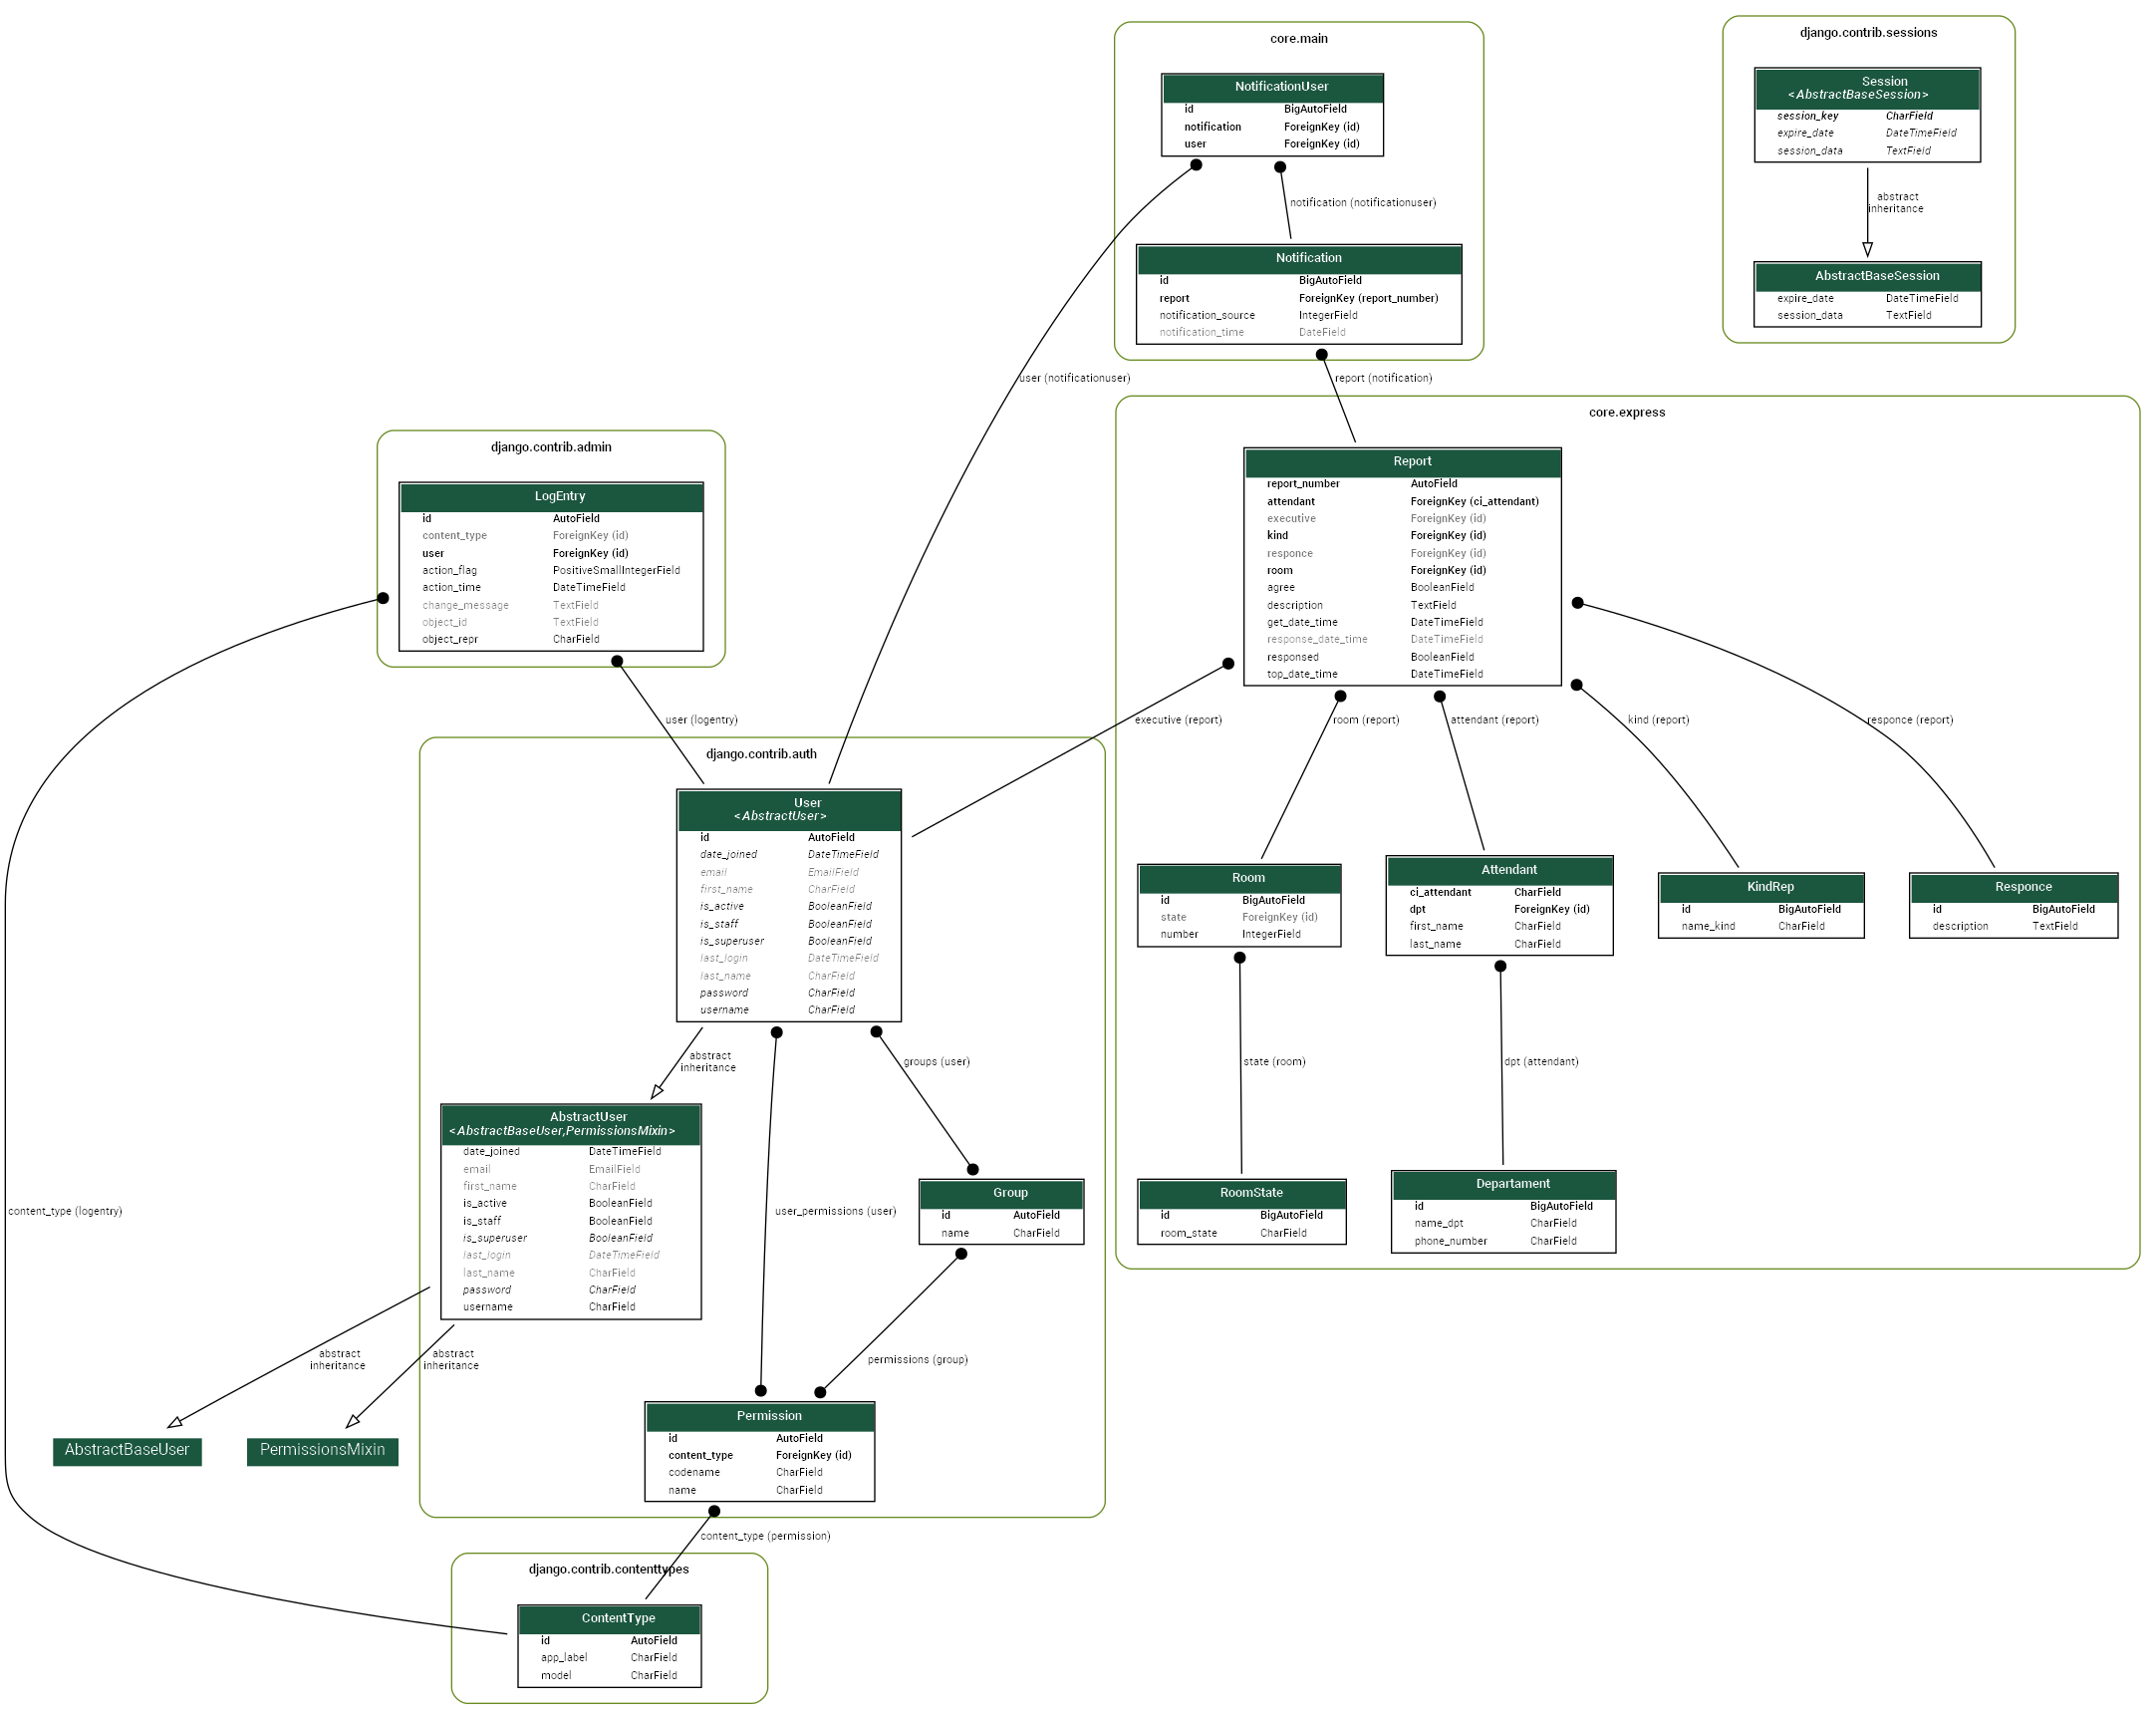 core.main
NotificationUser
id BigAutoField
notification ForeignKey (id)
user ForeignKey (id)
notification (notificationuser)
Notification
id BigAutoField
report ForeignKey (report_number)
notification_source IntegerField
notification_time DateField
user (notificationuser)
report (notification)
django.contrib.sessions
Session
<AbstractBaseSession>
session_key CharField
expire_date DateTimeField
session_data TextField
abstract
inheritance
AbstractBaseSession
expire_date DateTimeField
session_data TextField
core.express
Report
report_number AutoField
attendant ForeignKey (ci_attendant)
executive ForeignKey (id)
kind ForeignKey (id)
responce ForeignKey (id)
room ForeignKey (id)
agree BooleanField
description TextField
get_date_time DateTimeField
response_date_time DateTimeField
responsed BooleanField
top_date_time DateTimeField
executive (report)
room (report)
attendant (report)
kind (report)
responce (report)
Room
id BigAutoField
state ForeignKey (id)
number IntegerField
Attendant
ci_attendant CharField
dpt ForeignKey (id)
first_name CharField
last_name CharField
KindRep
id BigAutoField
name_kind CharField
Responce
id BigAutoField
description TextField
state (room)
dpt (attendant)
RoomState
id BigAutoField
room_state CharField
Departament
id BigAutoField
name_dpt CharField
phone_number CharField
django.contrib.admin
LogEntry
id AutoField
content_type ForeignKey (id)
user ForeignKey (id)
action_flag PositiveSmallIntegerField
action_time DateTimeField
change_message TextField
object_id TextField
object_repr CharField
user (logentry)
django.contrib.auth
User
<AbstractUser>
id AutoField
date_joined DateTimeField
email EmailField
first_name CharField
is_active BooleanField
is_staff BooleanField
is_superuser BooleanField
last_login DateTimeField
last_name CharField
password CharField
username CharField
abstract
inheritance
groups (user)
AbstractUser
<AbstractBaseUser,PermissionsMixin>
date_joined DateTimeField
email EmailField
first_name CharField
is_active BooleanField
is_staff BooleanField
is_superuser BooleanField
last_login DateTimeField
last_name CharField
password CharField
username CharField
content_type (logentry)
user_permissions (user)
Group
id AutoField
name CharField
abstract
inheritance
abstract
inheritance
permissions (group)
AbstractBaseUser
PermissionsMixin
Permission
id AutoField
content_type ForeignKey (id)
codename CharField
name CharField
content_type (permission)
django.contrib.contenttypes
ContentType
id AutoField
app_label CharField
model CharField